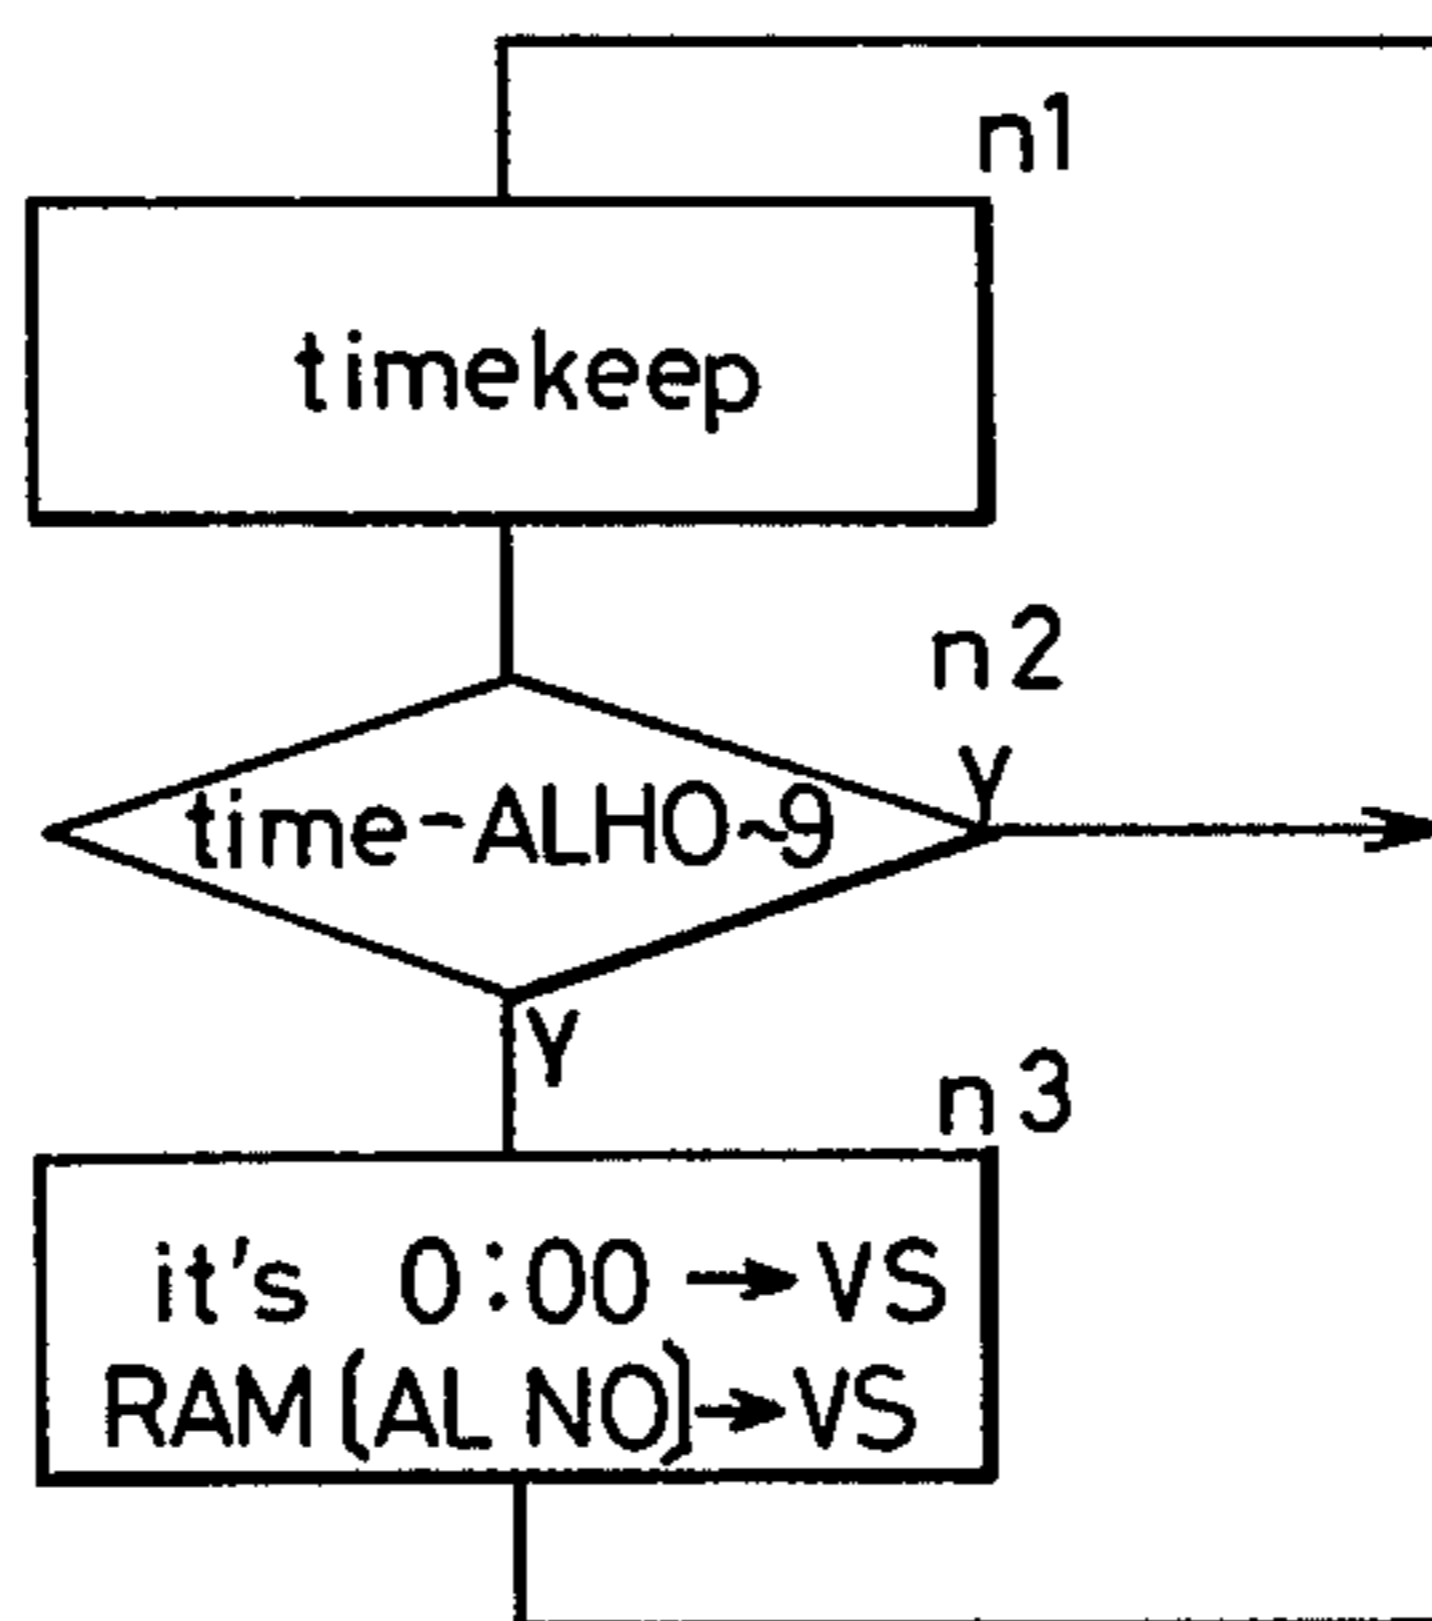 n1
timekeep
n2
Y
time-ALHO~9
Y
n3
it's 0:00→VS
RAM(AL NO)→VS